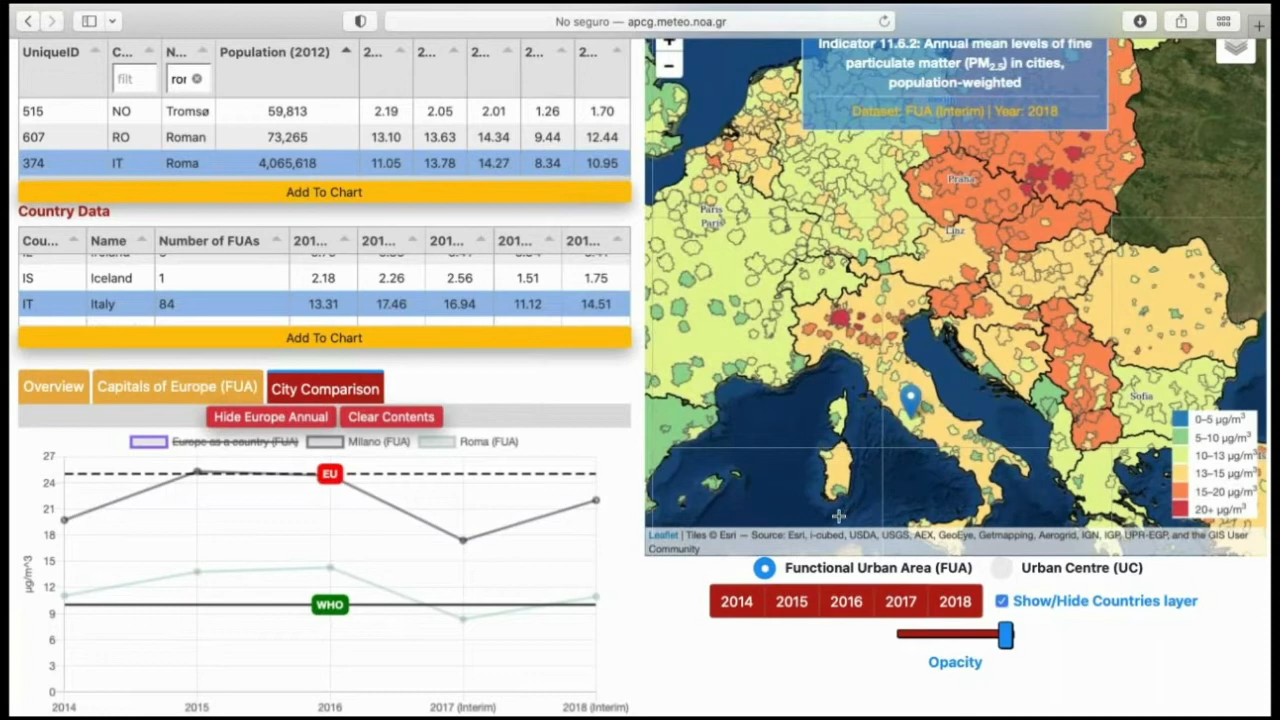 No seguro — apcg.meteo.noa.gr
UniqueID C... N... Population (2012) 2... 2... 2... 2... 2...
filt ror
515 NO Tromsø 59,813 2.19 2.05 2.01 1.26 1.70
607 RO Roman 73,265 13.10 13.63 14.34 9.44 12.44
374 IT Roma 4,065,618 11.05 13.78 14.27 8.34 10.95
Add To Chart
Country Data
Cou... Name Number of FUAs 201... 201... 201... 201... 201...
IS Iceland 1 2.18 2.26 2.56 1.51 1.75
IT Italy 84 13.31 17.46 16.94 11.12 14.51
Add To Chart
Overview Capitals of Europe (FUA) City Comparison
Hide Europe Annual Clear Contents
Europe as a country (FUA) Milano (FUA) Roma (FUA)
27
24
21
18
15
12
9
6
3
0
µg/m^3
EU
WHO
2014 2015 2016 2017 (Interim) 2018 (Interim)
+
−
Indicator 11.6.2: Annual mean levels of fine
particulate matter (PM2.5) in cities,
population-weighted
Dataset: FUA (Interim) | Year: 2018
Praha
Paris
Paris
Linz
Sofia
0–5 µg/m³
5–10 µg/m³
10–13 µg/m³
13–15 µg/m³
15–20 µg/m³
20+ µg/m³
Leaflet | Tiles © Esri — Source: Esri, i-cubed, USDA, USGS, AEX, GeoEye, Getmapping, Aerogrid, IGN, IGP, UPR-EGP, and the GIS User
Community
Functional Urban Area (FUA) Urban Centre (UC)
2014 2015 2016 2017 2018 Show/Hide Countries layer
Opacity